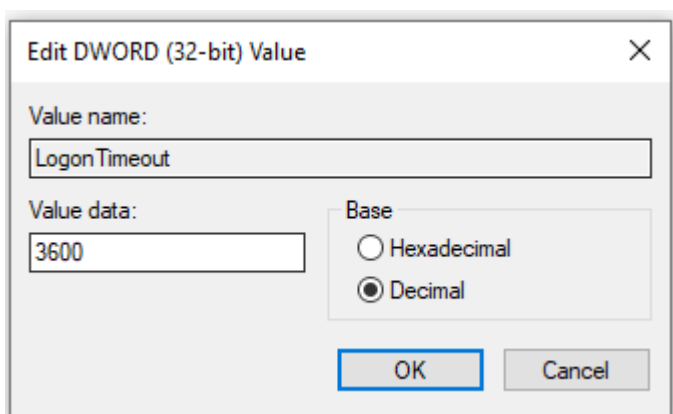 Edit DWORD (32-bit) Value
Value name:
LogonTimeout
Value data:
3600
Base
Hexadecimal
Decimal
OK
Cancel